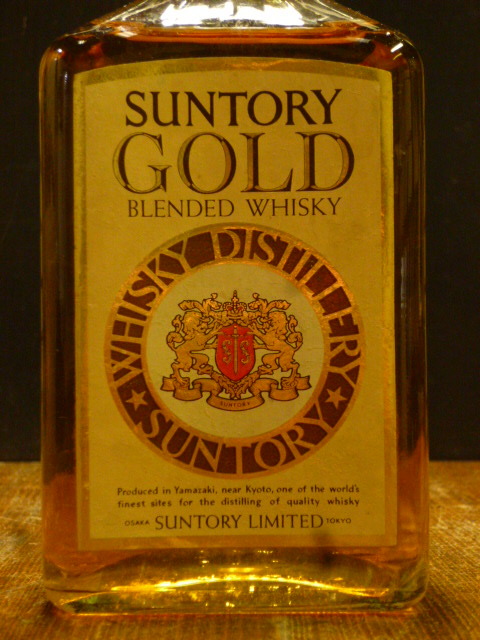 SUNTORY
GOLD
BLENDED WHISKY
WHISKY DISTILLERY
SUNTORY
SUNTORY
Produced in Yamazaki, near Kyoto, one of the world's
finest sites for the distilling of quality whisky
OSAKA SUNTORY LIMITED TOKYO